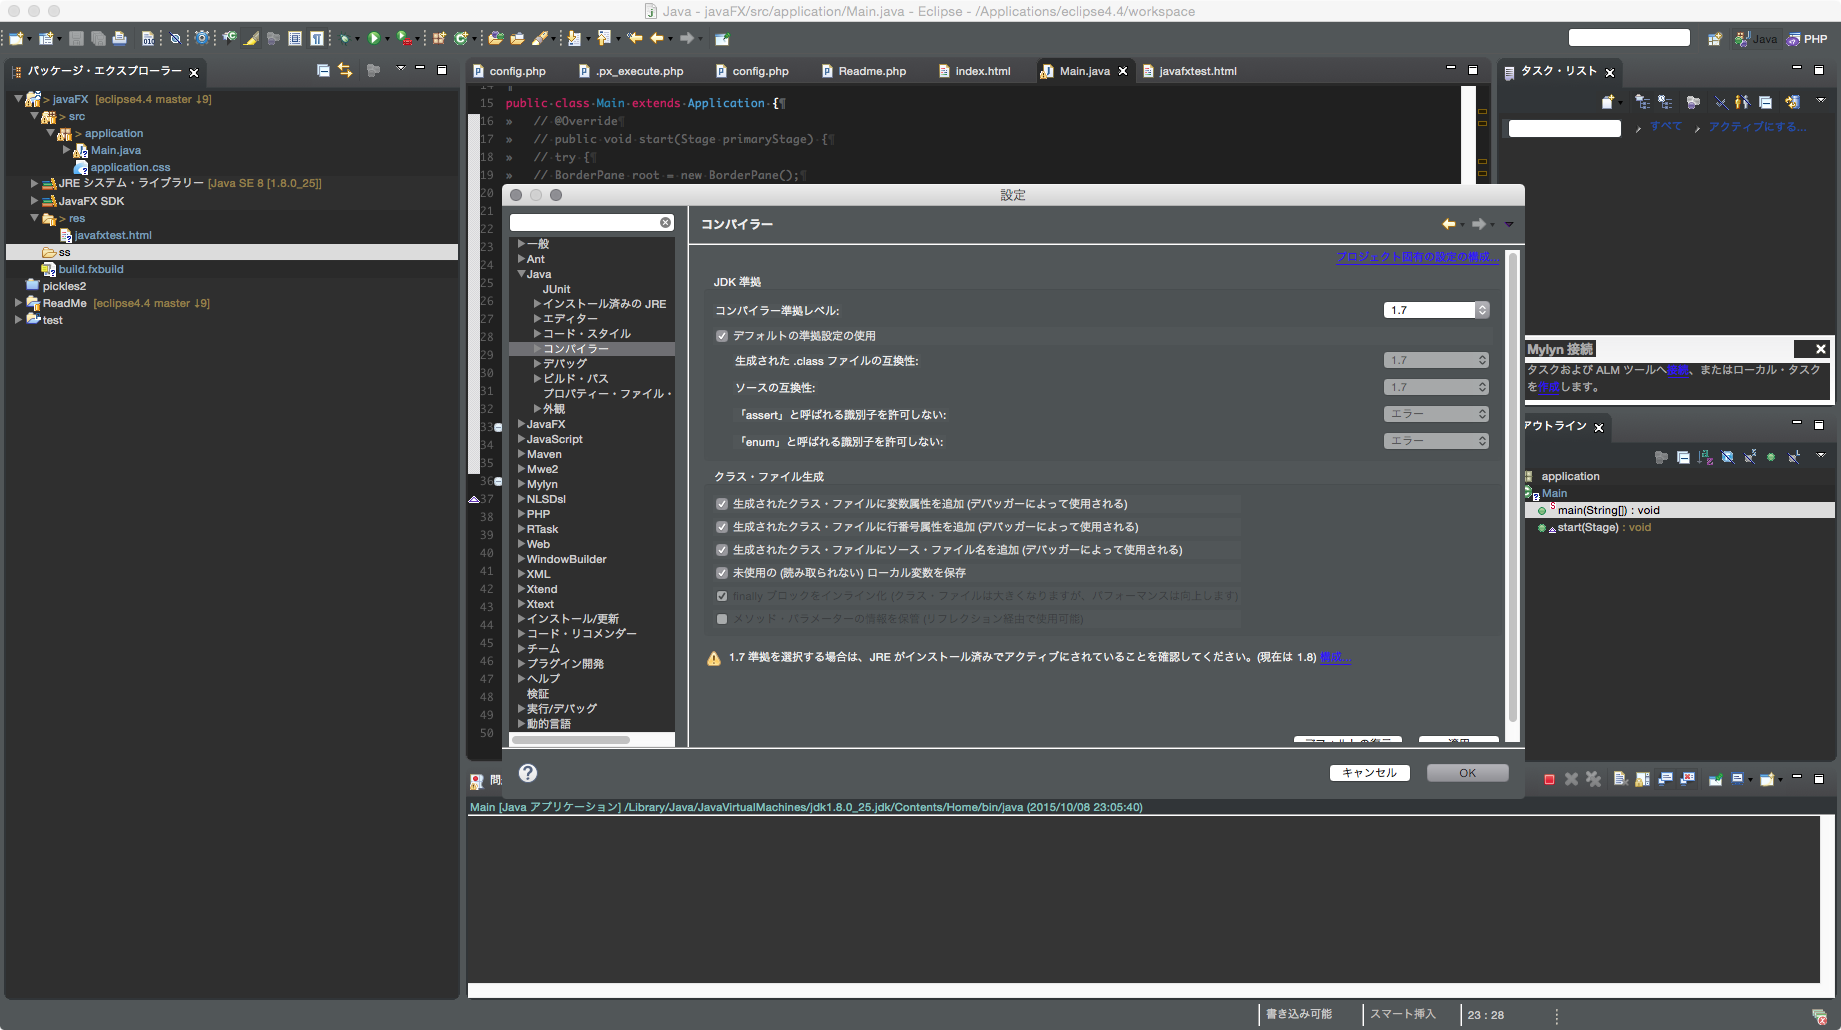 Java - javaFX/src/application/Main.java - Eclipse - /Applications/eclipse4.4/workspace
Java
PHP
パッケージ・エクスプローラー
> javaFX [eclipse4.4 master ↓9]
> src
> application
Main.java
application.css
JRE システム・ライブラリー [Java SE 8 [1.8.0_25]]
JavaFX SDK
> res
javafxtest.html
ss
build.fxbuild
pickles2
ReadMe [eclipse4.4 master ↓9]
test
config.php
.px_execute.php
config.php
Readme.php
index.html
Main.java
javafxtest.html
14
15 public class Main extends Application {
16 // @Override
17 // public void start(Stage primaryStage) {
18 // try {
19 // BorderPane root = new BorderPane();
20
21
22
23
24
25
26
27
28
29
30
31
32
33
34
35
36
37
38
39
40
41
42
43
44
45
46
47
48
49
50
設定
一般
Ant
Java
JUnit
インストール済みの JRE
エディター
コード・スタイル
コンパイラー
デバッグ
ビルド・パス
プロパティー・ファイル・
外観
JavaFX
JavaScript
Maven
Mwe2
Mylyn
NLSDsl
PHP
RTask
Web
WindowBuilder
XML
Xtend
Xtext
インストール/更新
コード・リコメンダー
チーム
プラグイン開発
ヘルプ
検証
実行/デバッグ
動的言語
コンパイラー
プロジェクト固有の設定の構成...
JDK 準拠
コンパイラー準拠レベル: 1.7
デフォルトの準拠設定の使用
生成された .class ファイルの互換性: 1.7
ソースの互換性: 1.7
「assert」と呼ばれる識別子を許可しない: エラー
「enum」と呼ばれる識別子を許可しない: エラー
クラス・ファイル生成
生成されたクラス・ファイルに変数属性を追加 (デバッガーによって使用される)
生成されたクラス・ファイルに行番号属性を追加 (デバッガーによって使用される)
生成されたクラス・ファイルにソース・ファイル名を追加 (デバッガーによって使用される)
未使用の (読み取られない) ローカル変数を保存
finally ブロックをインライン化 (クラス・ファイルは大きくなりますが、パフォーマンスは向上します)
メソッド・パラメーターの情報を保管 (リフレクション経由で使用可能)
1.7 準拠を選択する場合は、JRE がインストール済みでアクティブにされていることを確認してください。(現在は 1.8) 構成...
デフォルトの復元
適用
キャンセル
OK
タスク・リスト
すべて
アクティブにする...
Mylyn 接続
タスクおよび ALM ツールへ接続、またはローカル・タスク
を作成します。
アウトライン
application
Main
main(String[]) : void
start(Stage) : void
問
Main [Java アプリケーション] /Library/Java/JavaVirtualMachines/jdk1.8.0_25.jdk/Contents/Home/bin/java (2015/10/08 23:05:40)
書き込み可能
スマート挿入
23 : 28